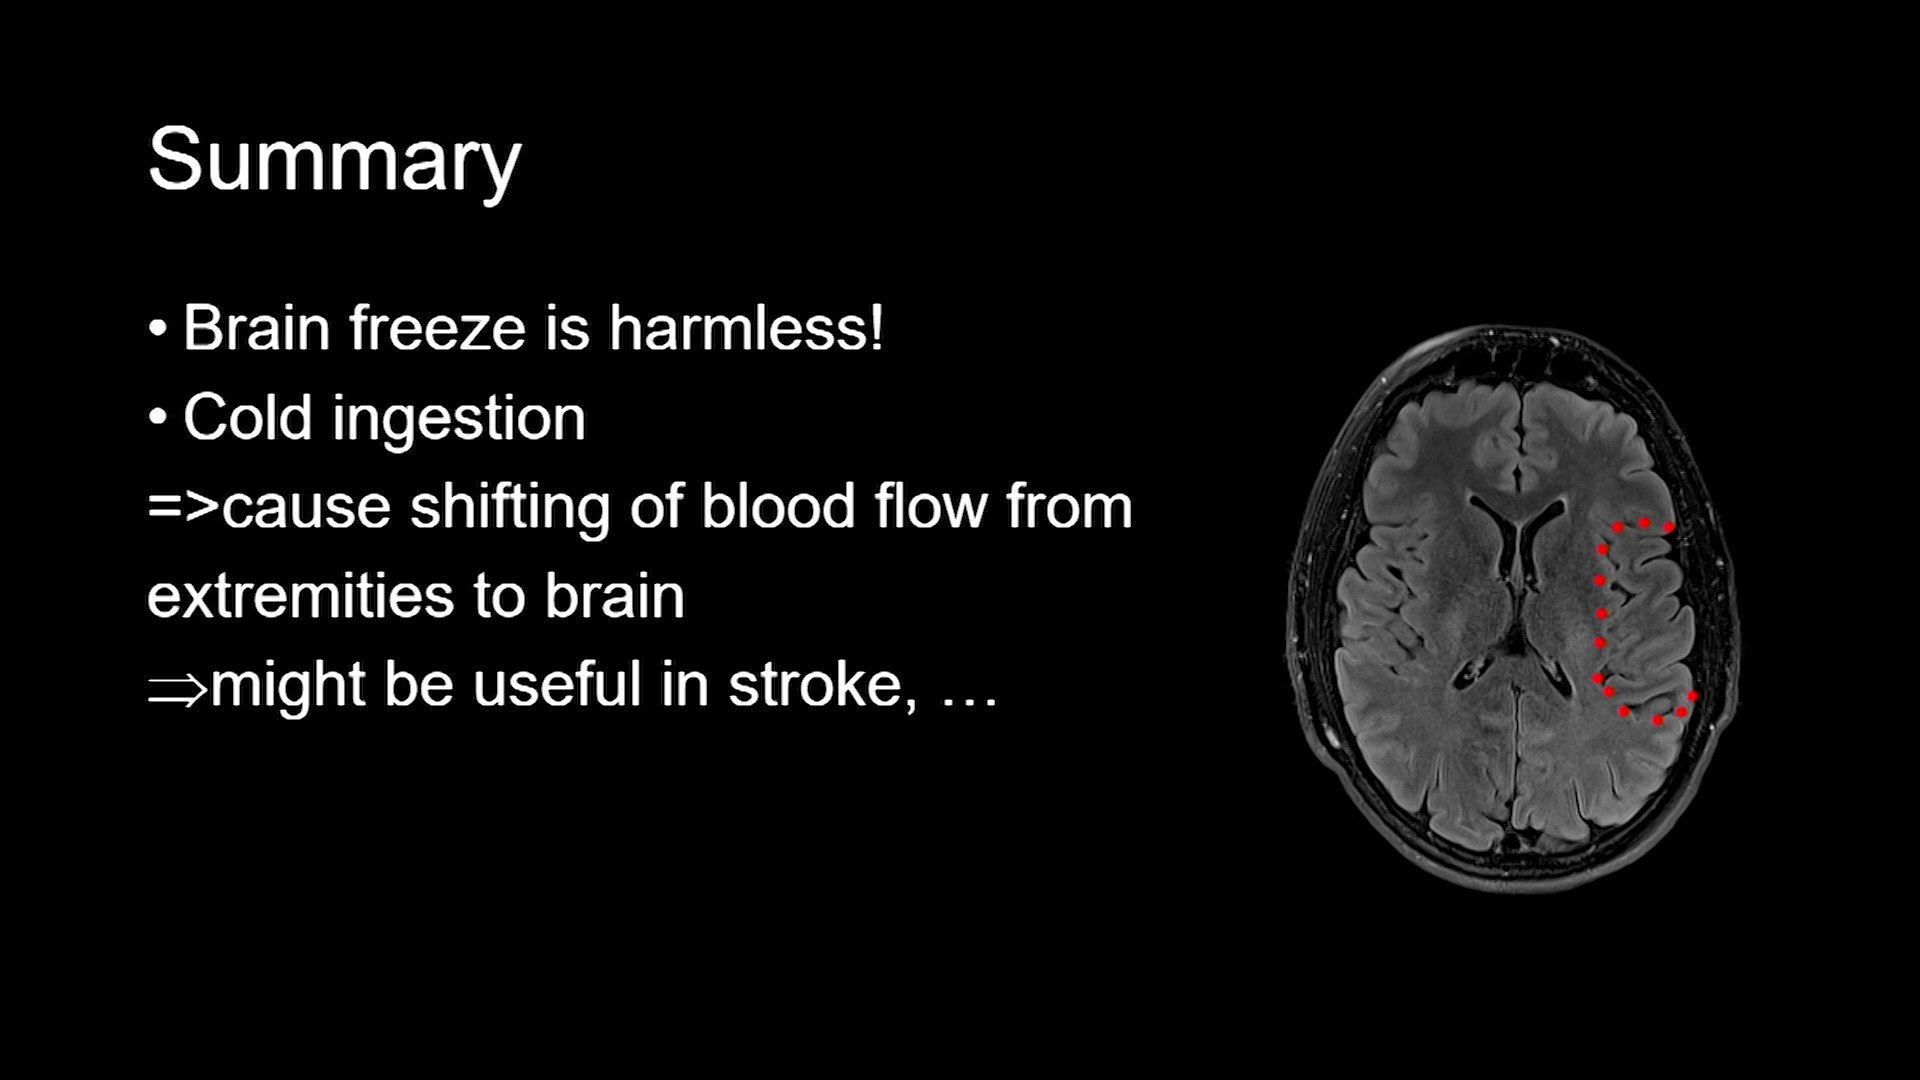 Summary
• Brain freeze is harmless!
• Cold ingestion
=>cause shifting of blood flow from
extremities to brain
⇒might be useful in stroke, …